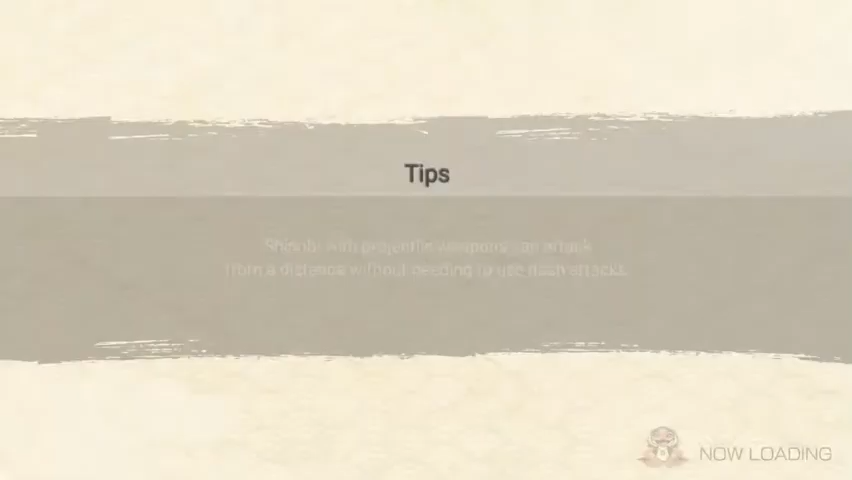 Tips
Shinobi with projectile weapons can attack
from a distance without needing to use dash attacks.
NOW LOADING